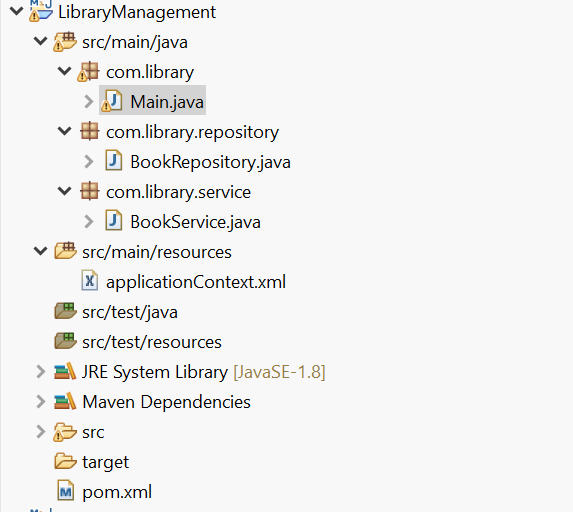 LibraryManagement
src/main/java
com.library
Main.java
com.library.repository
BookRepository.java
com.library.service
BookService.java
src/main/resources
applicationContext.xml
src/test/java
src/test/resources
JRE System Library [JavaSE-1.8]
Maven Dependencies
src
target
pom.xml